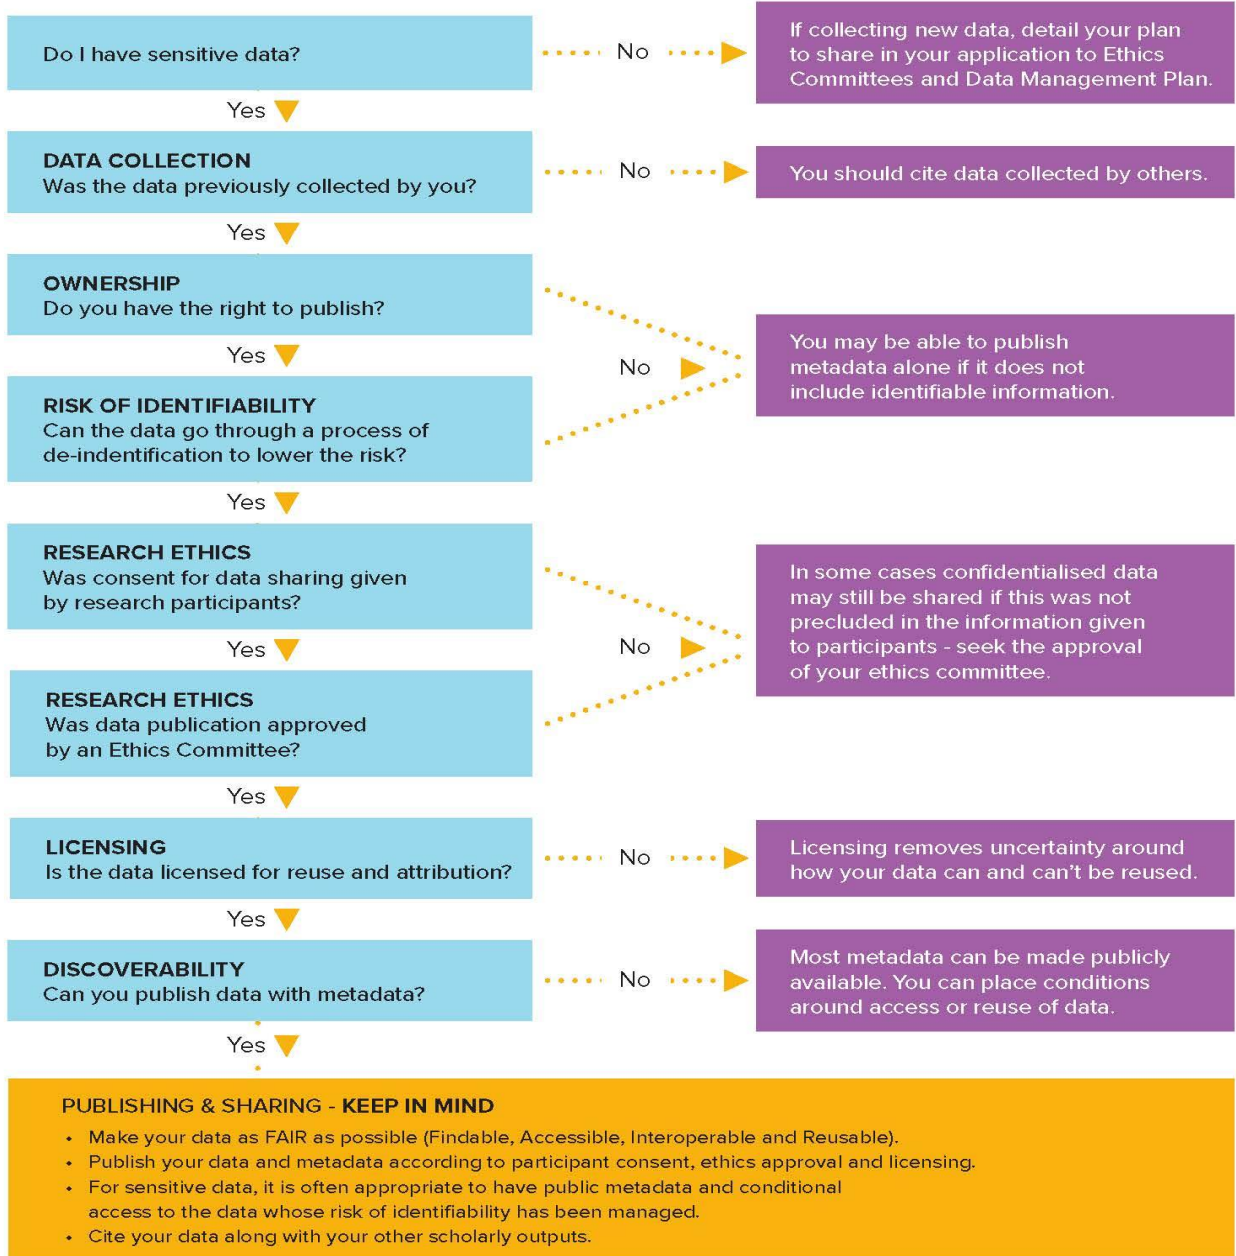 Do I have sensitive data?
No
If collecting new data, detail your plan
to share in your application to Ethics
Committees and Data Management Plan.
Yes
DATA COLLECTION
Was the data previously collected by you?
No
You should cite data collected by others.
Yes
OWNERSHIP
Do you have the right to publish?
Yes
No
You may be able to publish
metadata alone if it does not
include identifiable information.
RISK OF IDENTIFIABILITY
Can the data go through a process of
de-indentification to lower the risk?
Yes
RESEARCH ETHICS
Was consent for data sharing given
by research participants?
Yes
No
In some cases confidentialised data
may still be shared if this was not
precluded in the information given
to participants - seek the approval
of your ethics committee.
RESEARCH ETHICS
Was data publication approved
by an Ethics Committee?
Yes
LICENSING
Is the data licensed for reuse and attribution?
No
Licensing removes uncertainty around
how your data can and can't be reused.
Yes
DISCOVERABILITY
Can you publish data with metadata?
No
Most metadata can be made publicly
available. You can place conditions
around access or reuse of data.
Yes
PUBLISHING & SHARING - KEEP IN MIND
• Make your data as FAIR as possible (Findable, Accessible, Interoperable and Reusable).
• Publish your data and metadata according to participant consent, ethics approval and licensing.
• For sensitive data, it is often appropriate to have public metadata and conditional
access to the data whose risk of identifiability has been managed.
• Cite your data along with your other scholarly outputs.